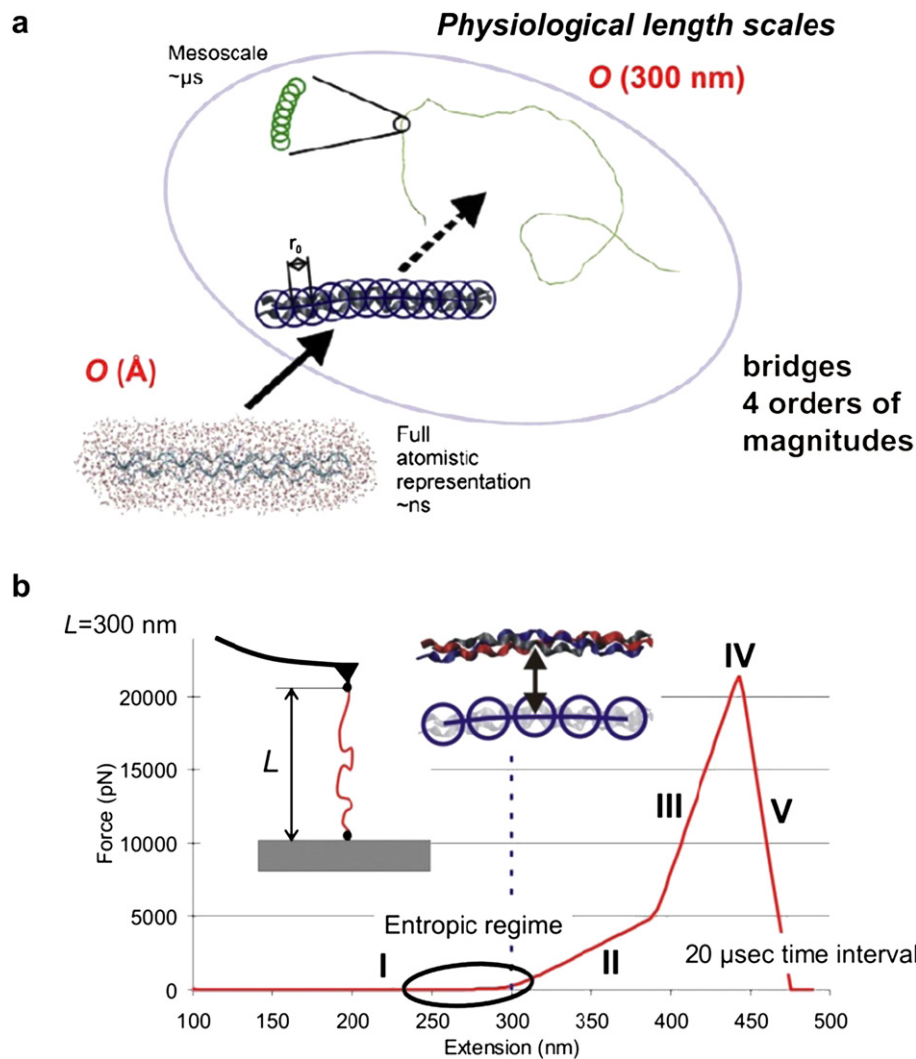 a
Physiological length scales
Mesoscale
~µs
O (300 nm)
r0
O (Å)
bridges
4 orders of
magnitudes
Full
atomistic
representation
~ns
b
L=300 nm
IV
20000
L
15000
III
V
Force (pN)
10000
5000
Entropic regime
20 µsec time interval
I
II
0
100 150 200 250 300 350 400 450 500
Extension (nm)